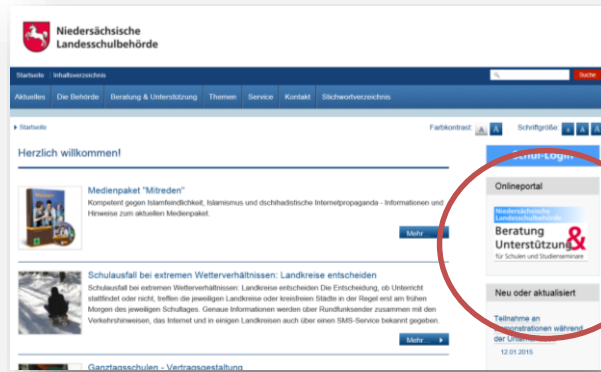 Niedersächsische
Landesschulbehörde
Startseite Inhaltsverzeichnis
Suche
Aktuelles Die Behörde Beratung & Unterstützung Themen Service Kontakt Stichwortverzeichnis
Startseite
Farbkontrast: A A Schriftgröße: A A A
Herzlich willkommen!
Medienpaket "Mitreden"
Kompetent gegen Islamfeindlichkeit, Islamismus und dschihadistische Internetpropaganda - Informationen und
Hinweise zum aktuellen Medienpaket.
Mehr
Schulausfall bei extremen Wetterverhältnissen: Landkreise entscheiden
Schulausfall bei extremen Wetterverhältnissen: Landkreise entscheiden Die Entscheidung, ob Unterricht
stattfindet oder nicht, treffen die jeweiligen Landkreise oder kreisfreien Städte in der Regel erst am frühen
Morgen des jeweiligen Schultages. Genaue Informationen werden über Rundfunksender zusammen mit den
Verkehrshinweisen, das Internet und in einigen Landkreisen auch über einen SMS-Service bekannt gegeben.
Mehr
Ganztagsschulen - Vertragsgestaltung
Schul-Login
Onlineportal
Niedersächsische
Landesschulbehörde
Beratung
& Unterstützung
für Schulen und Studienseminare
Neu oder aktualisiert
Teilnahme an
Demonstrationen während
der
12.01.2015